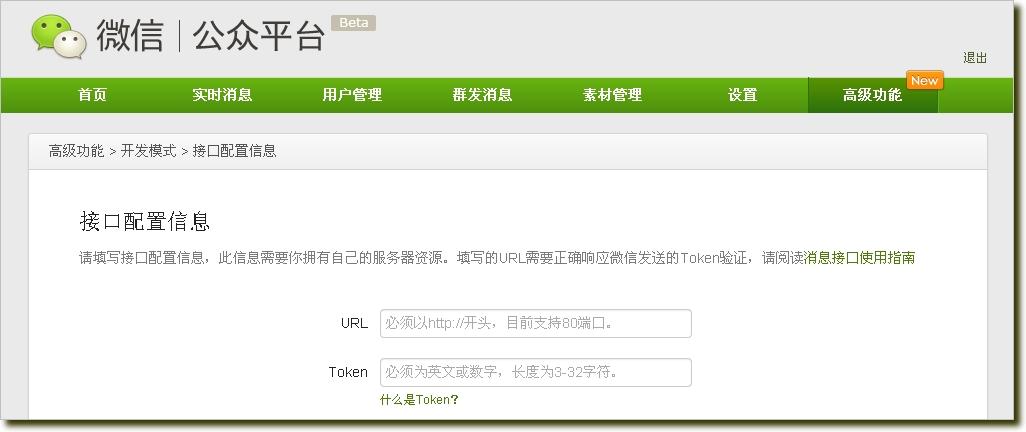 微信 | 公众平台 Beta
退出
首页 实时消息 用户管理 群发消息 素材管理 设置 高级功能 New
高级功能 > 开发模式 > 接口配置信息
接口配置信息
请填写接口配置信息，此信息需要你拥有自己的服务器资源。填写的URL需要正确响应微信发送的Token验证，请阅读消息接口使用指南
URL 必须以http://开头，目前支持80端口。
Token 必须为英文或数字，长度为3-32字符。
什么是Token?